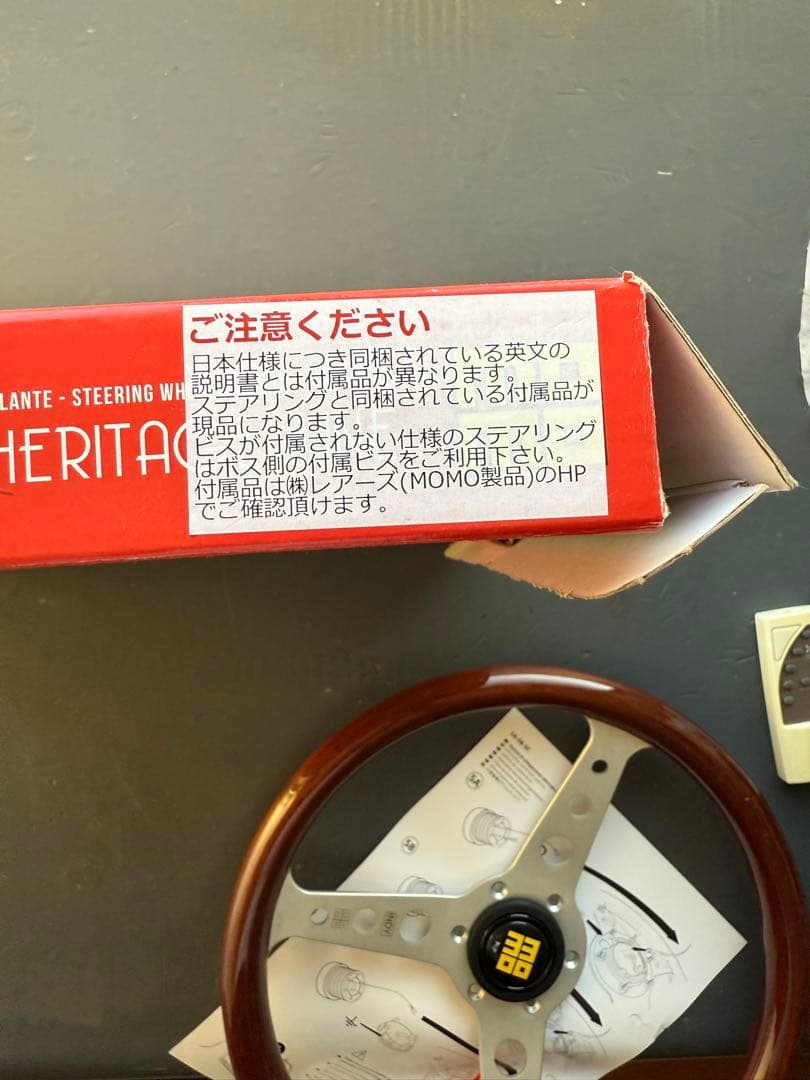 ご注意ください
日本仕様につき同梱されている英文の
説明書とは付属品が異なります。
ステアリングと同梱されている付属品が
現品になります。
ビスが付属されない仕様のステアリング
はボス側の付属ビスをご利用下さい。
付属品は㈱レアーズ(MOMO製品)のHP
でご確認頂けます。
LANTE - STEERING WH
HERITAG
5A
5B
INDY
momo